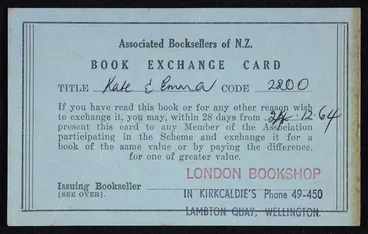 Associated Booksellers of N.Z.
BOOK EXCHANGE CARD
TITLE Kate & Emma CODE 2200
If you have read this book or for any other reason wish
to exchange it, you may, within 28 days from 24.12.64
present this card to any Member of the Association
participating in the Scheme and exchange it for a
book of the same value or by paying the difference,
for one of greater value.
LONDON BOOKSHOP
Issuing Bookseller
[SEE OVER].
IN KIRKCALDIE'S Phone 49-450
LAMBTON QUAY, WELLINGTON.